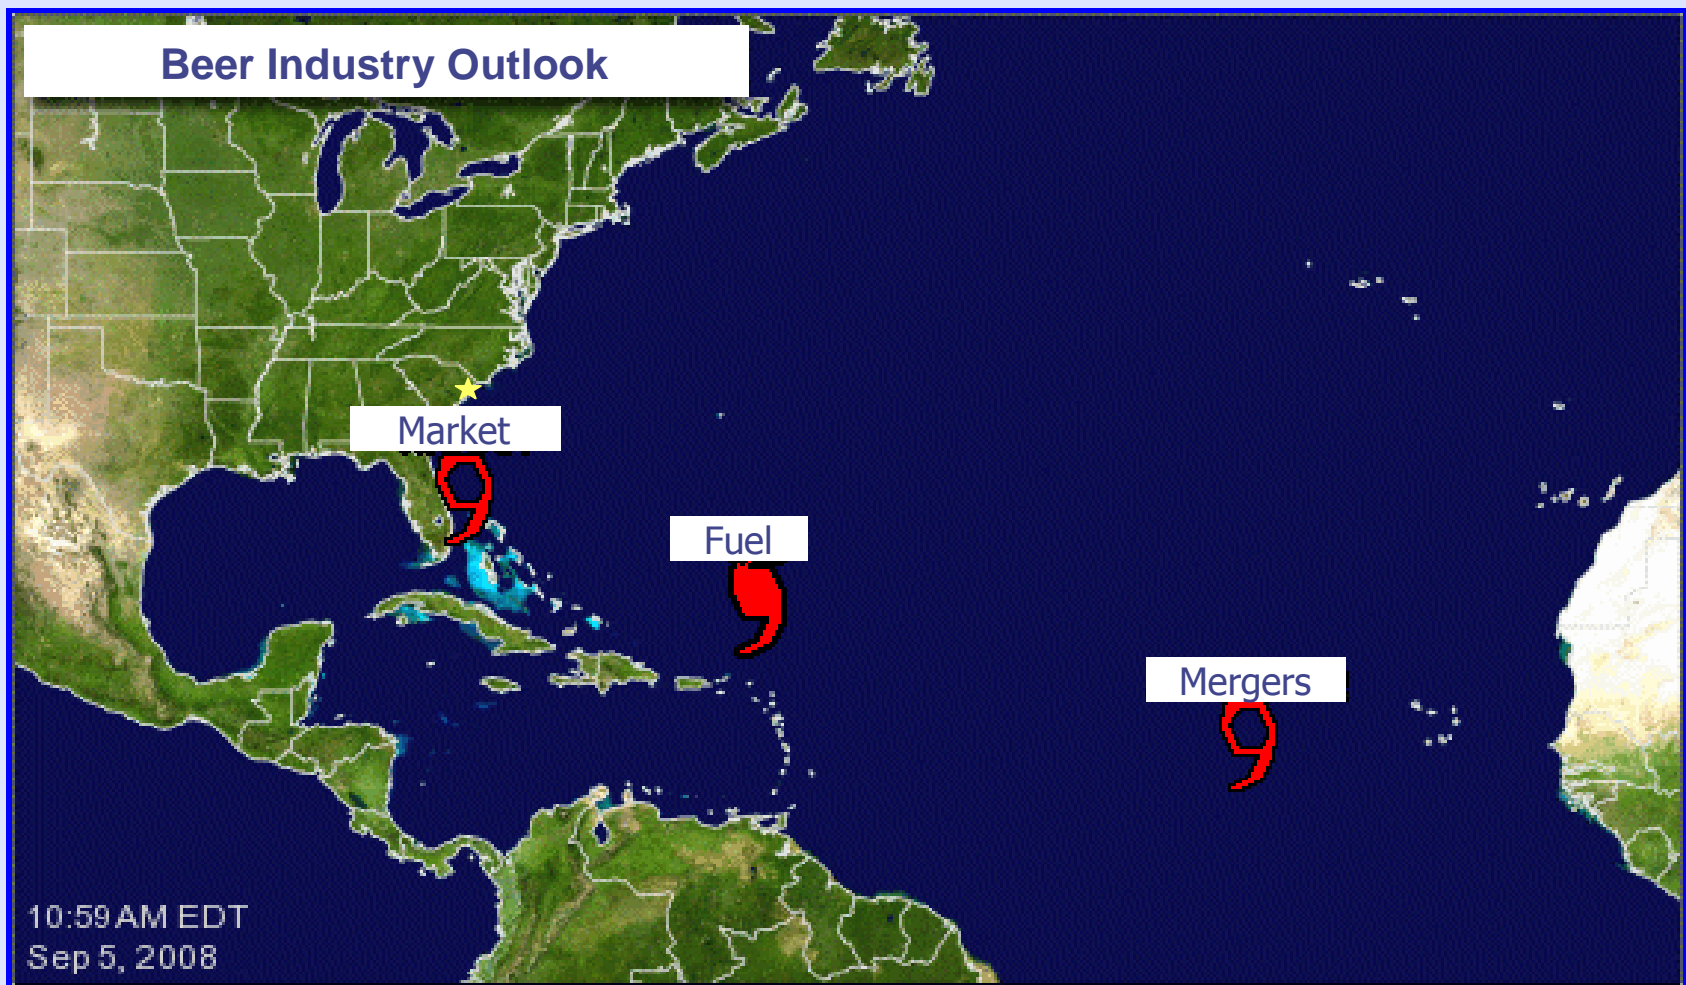 Beer Industry Outlook
Market
Fuel
Mergers
10:59 AM EDT
Sep 5, 2008